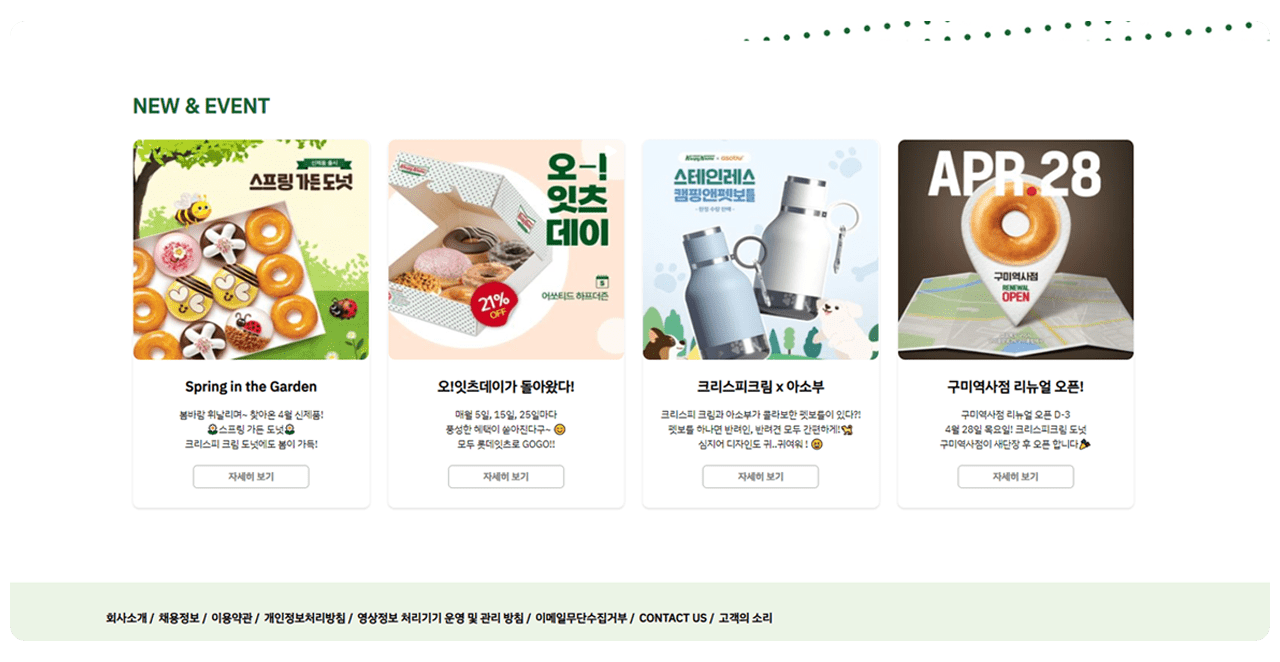 NEW & EVENT
신제품 출시
스프링 가든 도넛
오-!
잇츠
데이
5
어쏘티드 하프더즌
21%
OFF
Krispy Kreme x asobu
스테인레스
캠핑앤펫보틀
- 한정 수량 판매 -
APR.28
구미역사점
RENEWAL
OPEN
Spring in the Garden
봄바람 휘날리며~ 찾아온 4월 신제품!
스프링 가든 도넛
크리스피 크림 도넛에도 봄이 가득!
자세히 보기
오!잇츠데이가 돌아왔다!
매월 5일, 15일, 25일마다
풍성한 혜택이 쏟아진다구~ 😊
모두 롯데잇츠로 GOGO!!
자세히 보기
크리스피크림 x 아소부
크리스피 크림과 아소부가 콜라보한 펫보틀이 있다?!
펫보틀 하나면 반려인, 반려견 모두 간편하게!🐕
심지어 디자인도 귀..귀여워 !
자세히 보기
구미역사점 리뉴얼 오픈!
구미역사점 리뉴얼 오픈 D-3
4월 28일 목요일! 크리스피크림 도넛
구미역사점이 새단장 후 오픈 합니다🎉
자세히 보기
회사소개 / 채용정보 / 이용약관 / 개인정보처리방침 / 영상정보 처리기기 운영 및 관리 방침 / 이메일무단수집거부 / CONTACT US / 고객의 소리